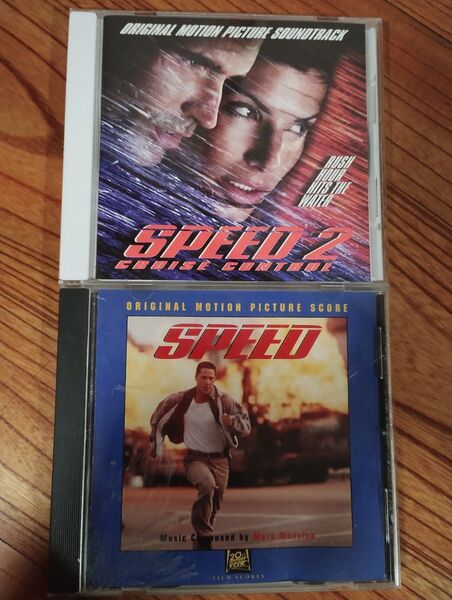 ORIGINAL MOTION PICTURE SOUNDTRACK
RUSH
HOUR
HITS THE
WATER
SPEED 2
CRUISE CONTROL
ORIGINAL MOTION PICTURE SCORE
SPEED
Music Composed by Mark Mancina
20th
CENTURY
FOX
FILM SCORES